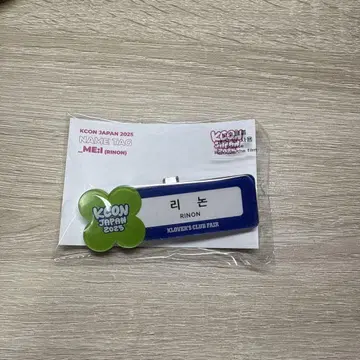 KCON JAPAN 2025
NAME TAG
_ME:I (RINON)
KCON
JAPAN
2025
리 논
RINON
KLOVER'S CLUB FAIR